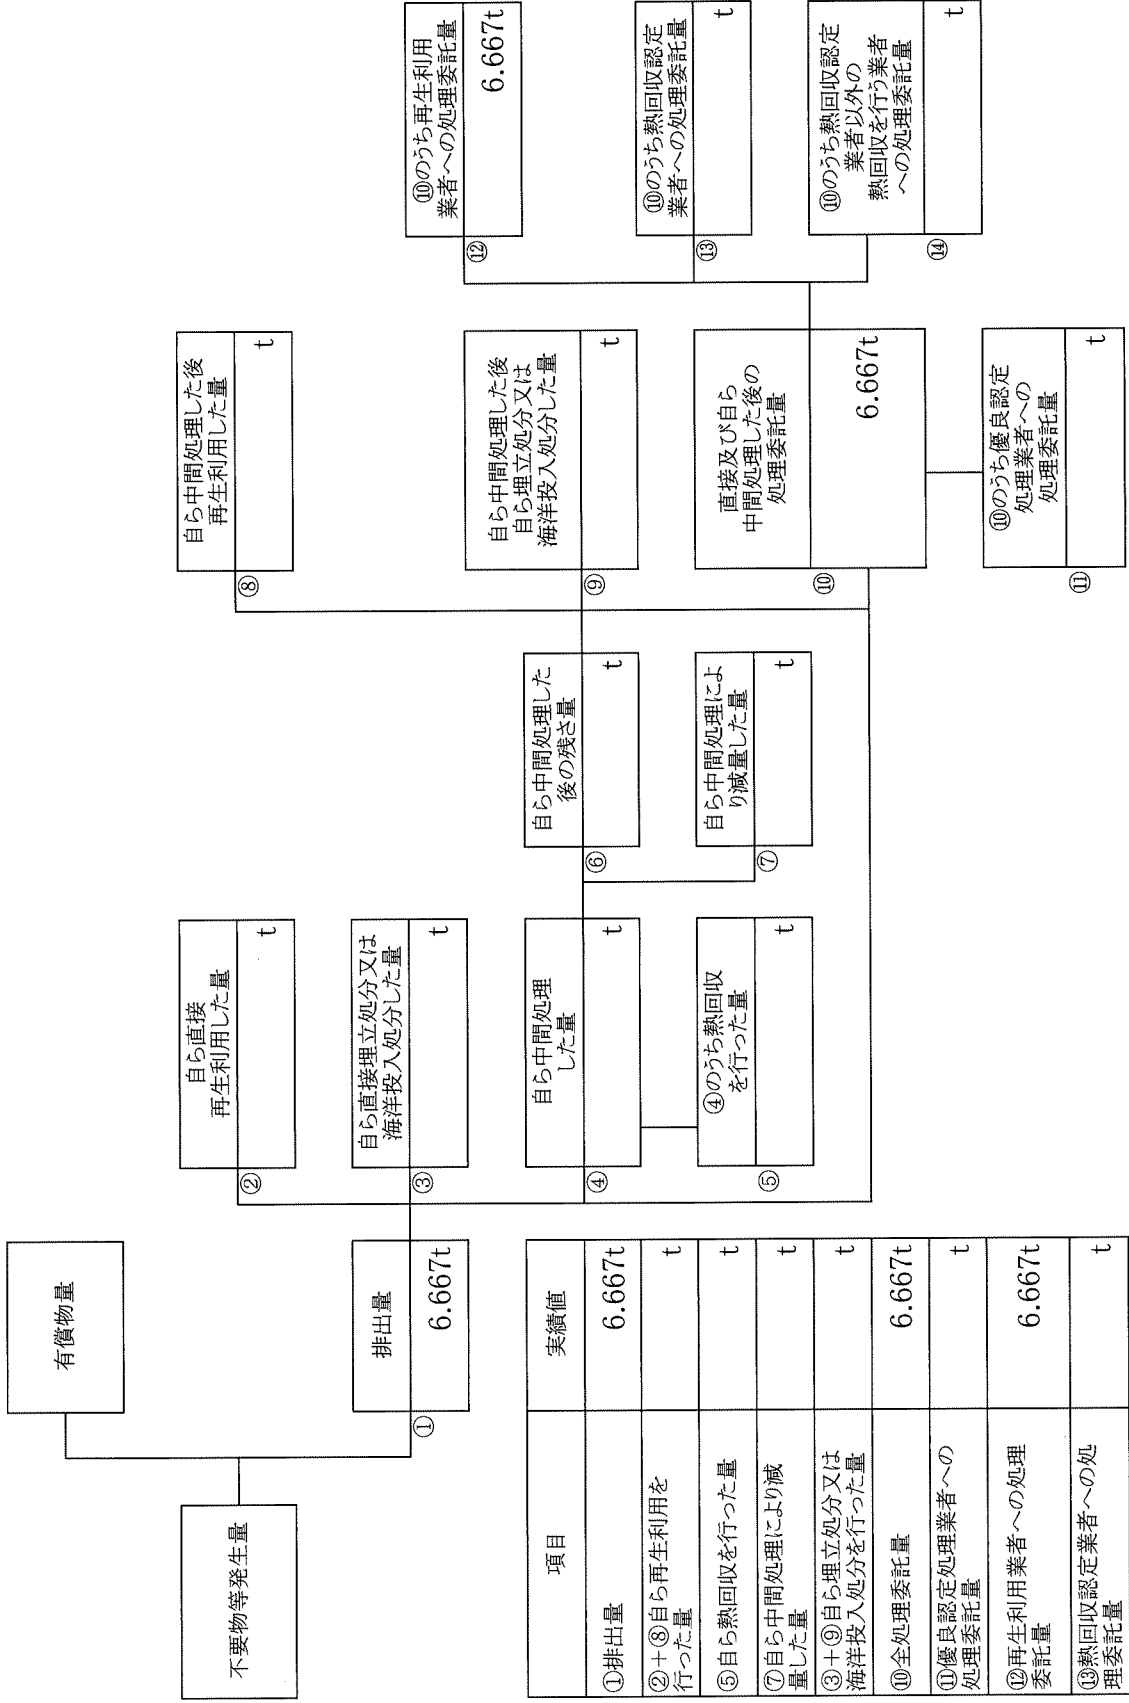 不要物等発生量
有償物量
排出量
①
6.667t
自ら直接
再生利用した量
②
t
自ら直接埋立処分又は
海洋投入処分した量
③
t
自ら中間処理
した量
④
t
④のうち熱回収
を行った量
⑤
t
自ら中間処理した
後の残さ量
⑥
t
自ら中間処理によ
り減量した量
⑦
t
自ら中間処理した後
再生利用した量
⑧
t
自ら中間処理した後
自ら埋立処分又は
海洋投入処分した量
⑨
t
直接及び自ら
中間処理した後の
処理委託量
⑩
6.667t
⑩のうち優良認定
処理業者への
処理委託量
⑪
t
⑩のうち再生利用
業者への処理委託量
⑫
6.667t
⑩のうち熱回収認定
業者への処理委託量
⑬
t
⑩のうち熱回収認定
業者以外の
熱回収を行う業者
への処理委託量
⑭
t
項目 実績値
①排出量 6.667t
②+⑧自ら再生利用を
行った量 t
⑤自ら熱回収を行った量 t
⑦自ら中間処理により減
量した量 t
③+⑨自ら埋立処分又は
海洋投入処分を行った量 t
⑩全処理委託量 6.667t
⑪優良認定処理業者への
処理委託量 t
⑫再生利用業者への処理
委託量 6.667t
⑬熱回収認定業者への処
理委託量 t